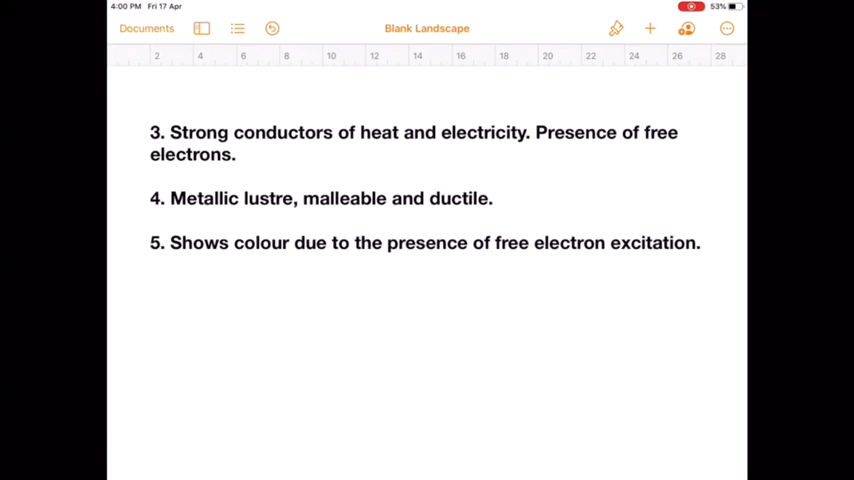 4:00 PM Fri 17 Apr
53%
Documents
Blank Landscape
2 4 6 8 10 12 14 16 18 20 22 24 26 28
3. Strong conductors of heat and electricity. Presence of free
electrons.
4. Metallic lustre, malleable and ductile.
5. Shows colour due to the presence of free electron excitation.